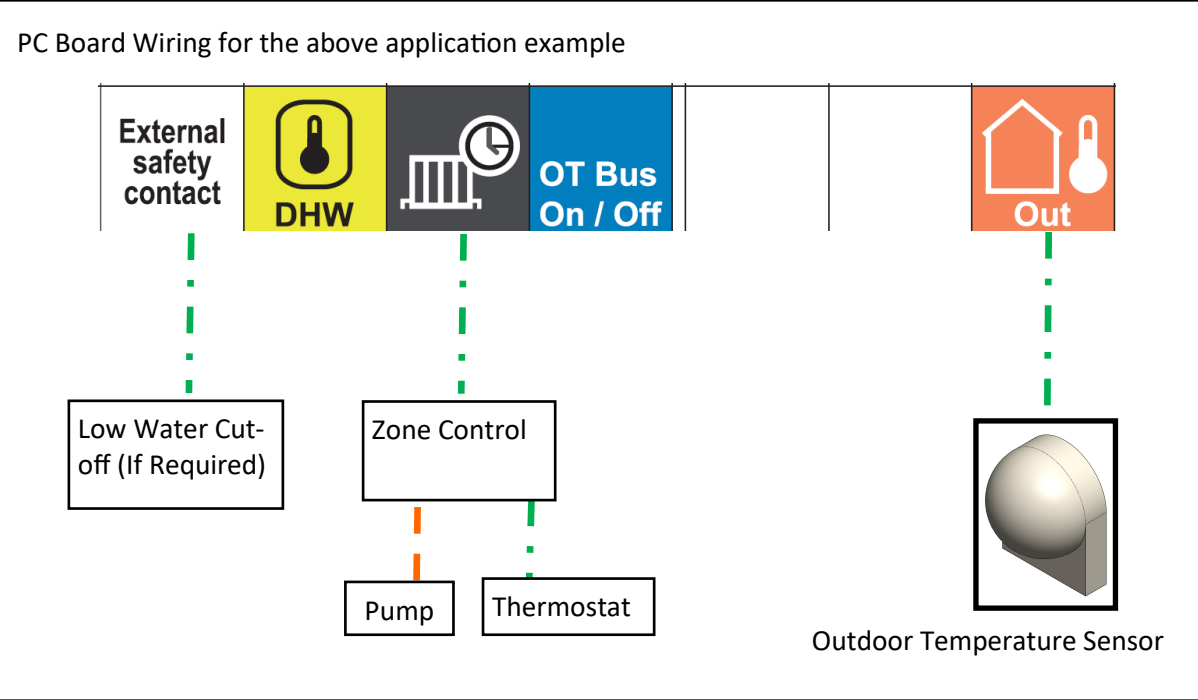 PC Board Wiring for the above application example
External
safety
contact
DHW
OT Bus
On / Off
Out
Low Water Cut-
off (If Required)
Zone Control
Pump
Thermostat
Outdoor Temperature Sensor